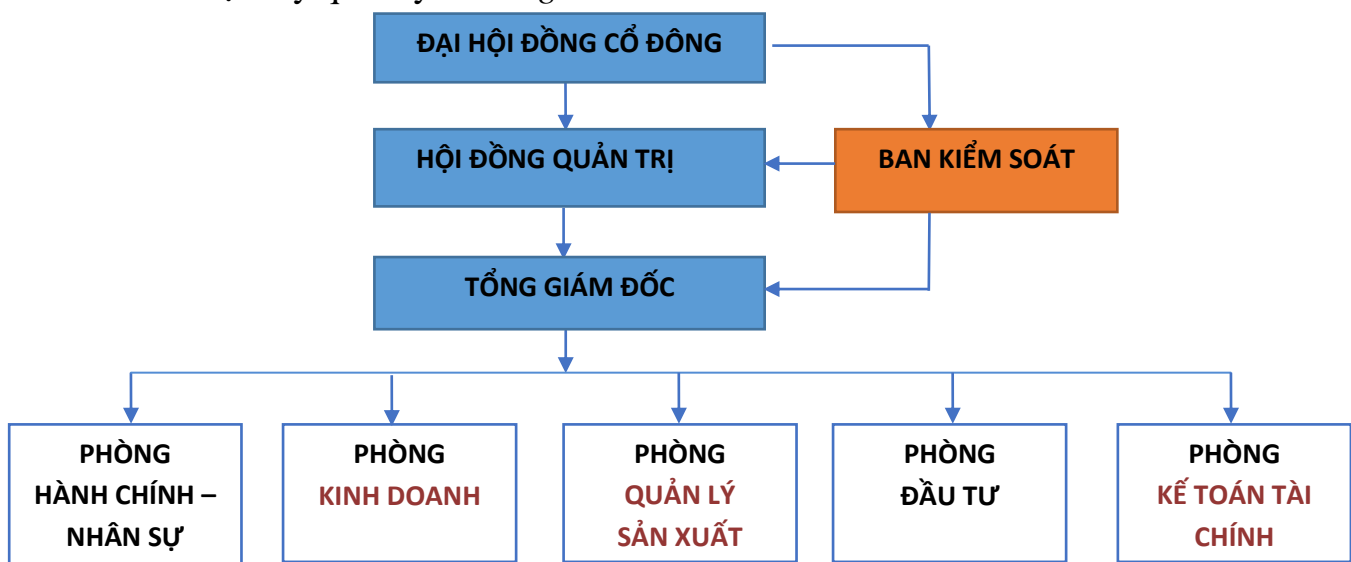 ĐẠI HỘI ĐỒNG CỔ ĐÔNG
HỘI ĐỒNG QUẢN TRỊ
BAN KIỂM SOÁT
TỔNG GIÁM ĐỐC
PHÒNG
HÀNH CHÍNH –
NHÂN SỰ
PHÒNG
KINH DOANH
PHÒNG
QUẢN LÝ
SẢN XUẤT
PHÒNG
ĐẦU TƯ
PHÒNG
KẾ TOÁN TÀI
CHÍNH